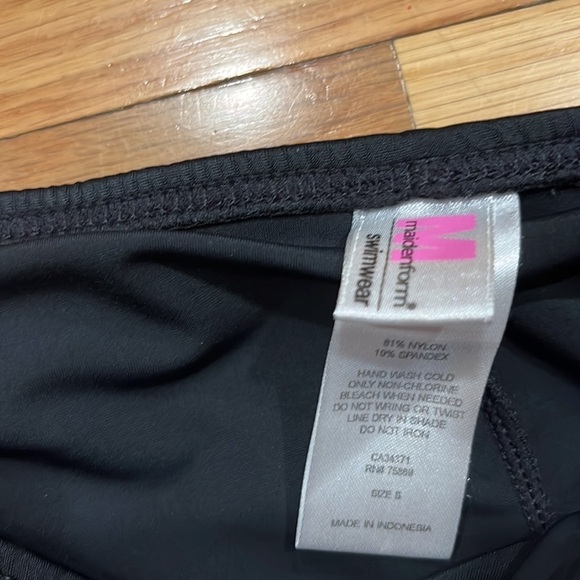 M
maidenform®
swimwear
81% NYLON
19% SPANDEX
HAND WASH COLD
ONLY NON-CHLORINE
BLEACH WHEN NEEDED
DO NOT WRING OR TWIST
LINE DRY IN SHADE
DO NOT IRON
CA34371
RN# 75869
SIZE S
MADE IN INDONESIA